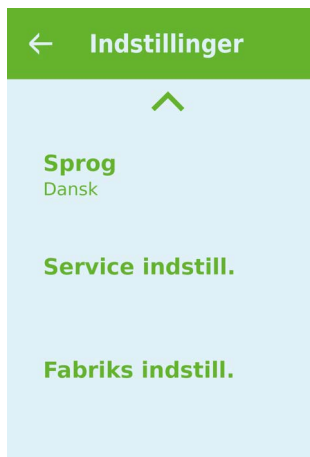 Indstillinger
Sprog
Dansk
Service indstill.
Fabriks indstill.